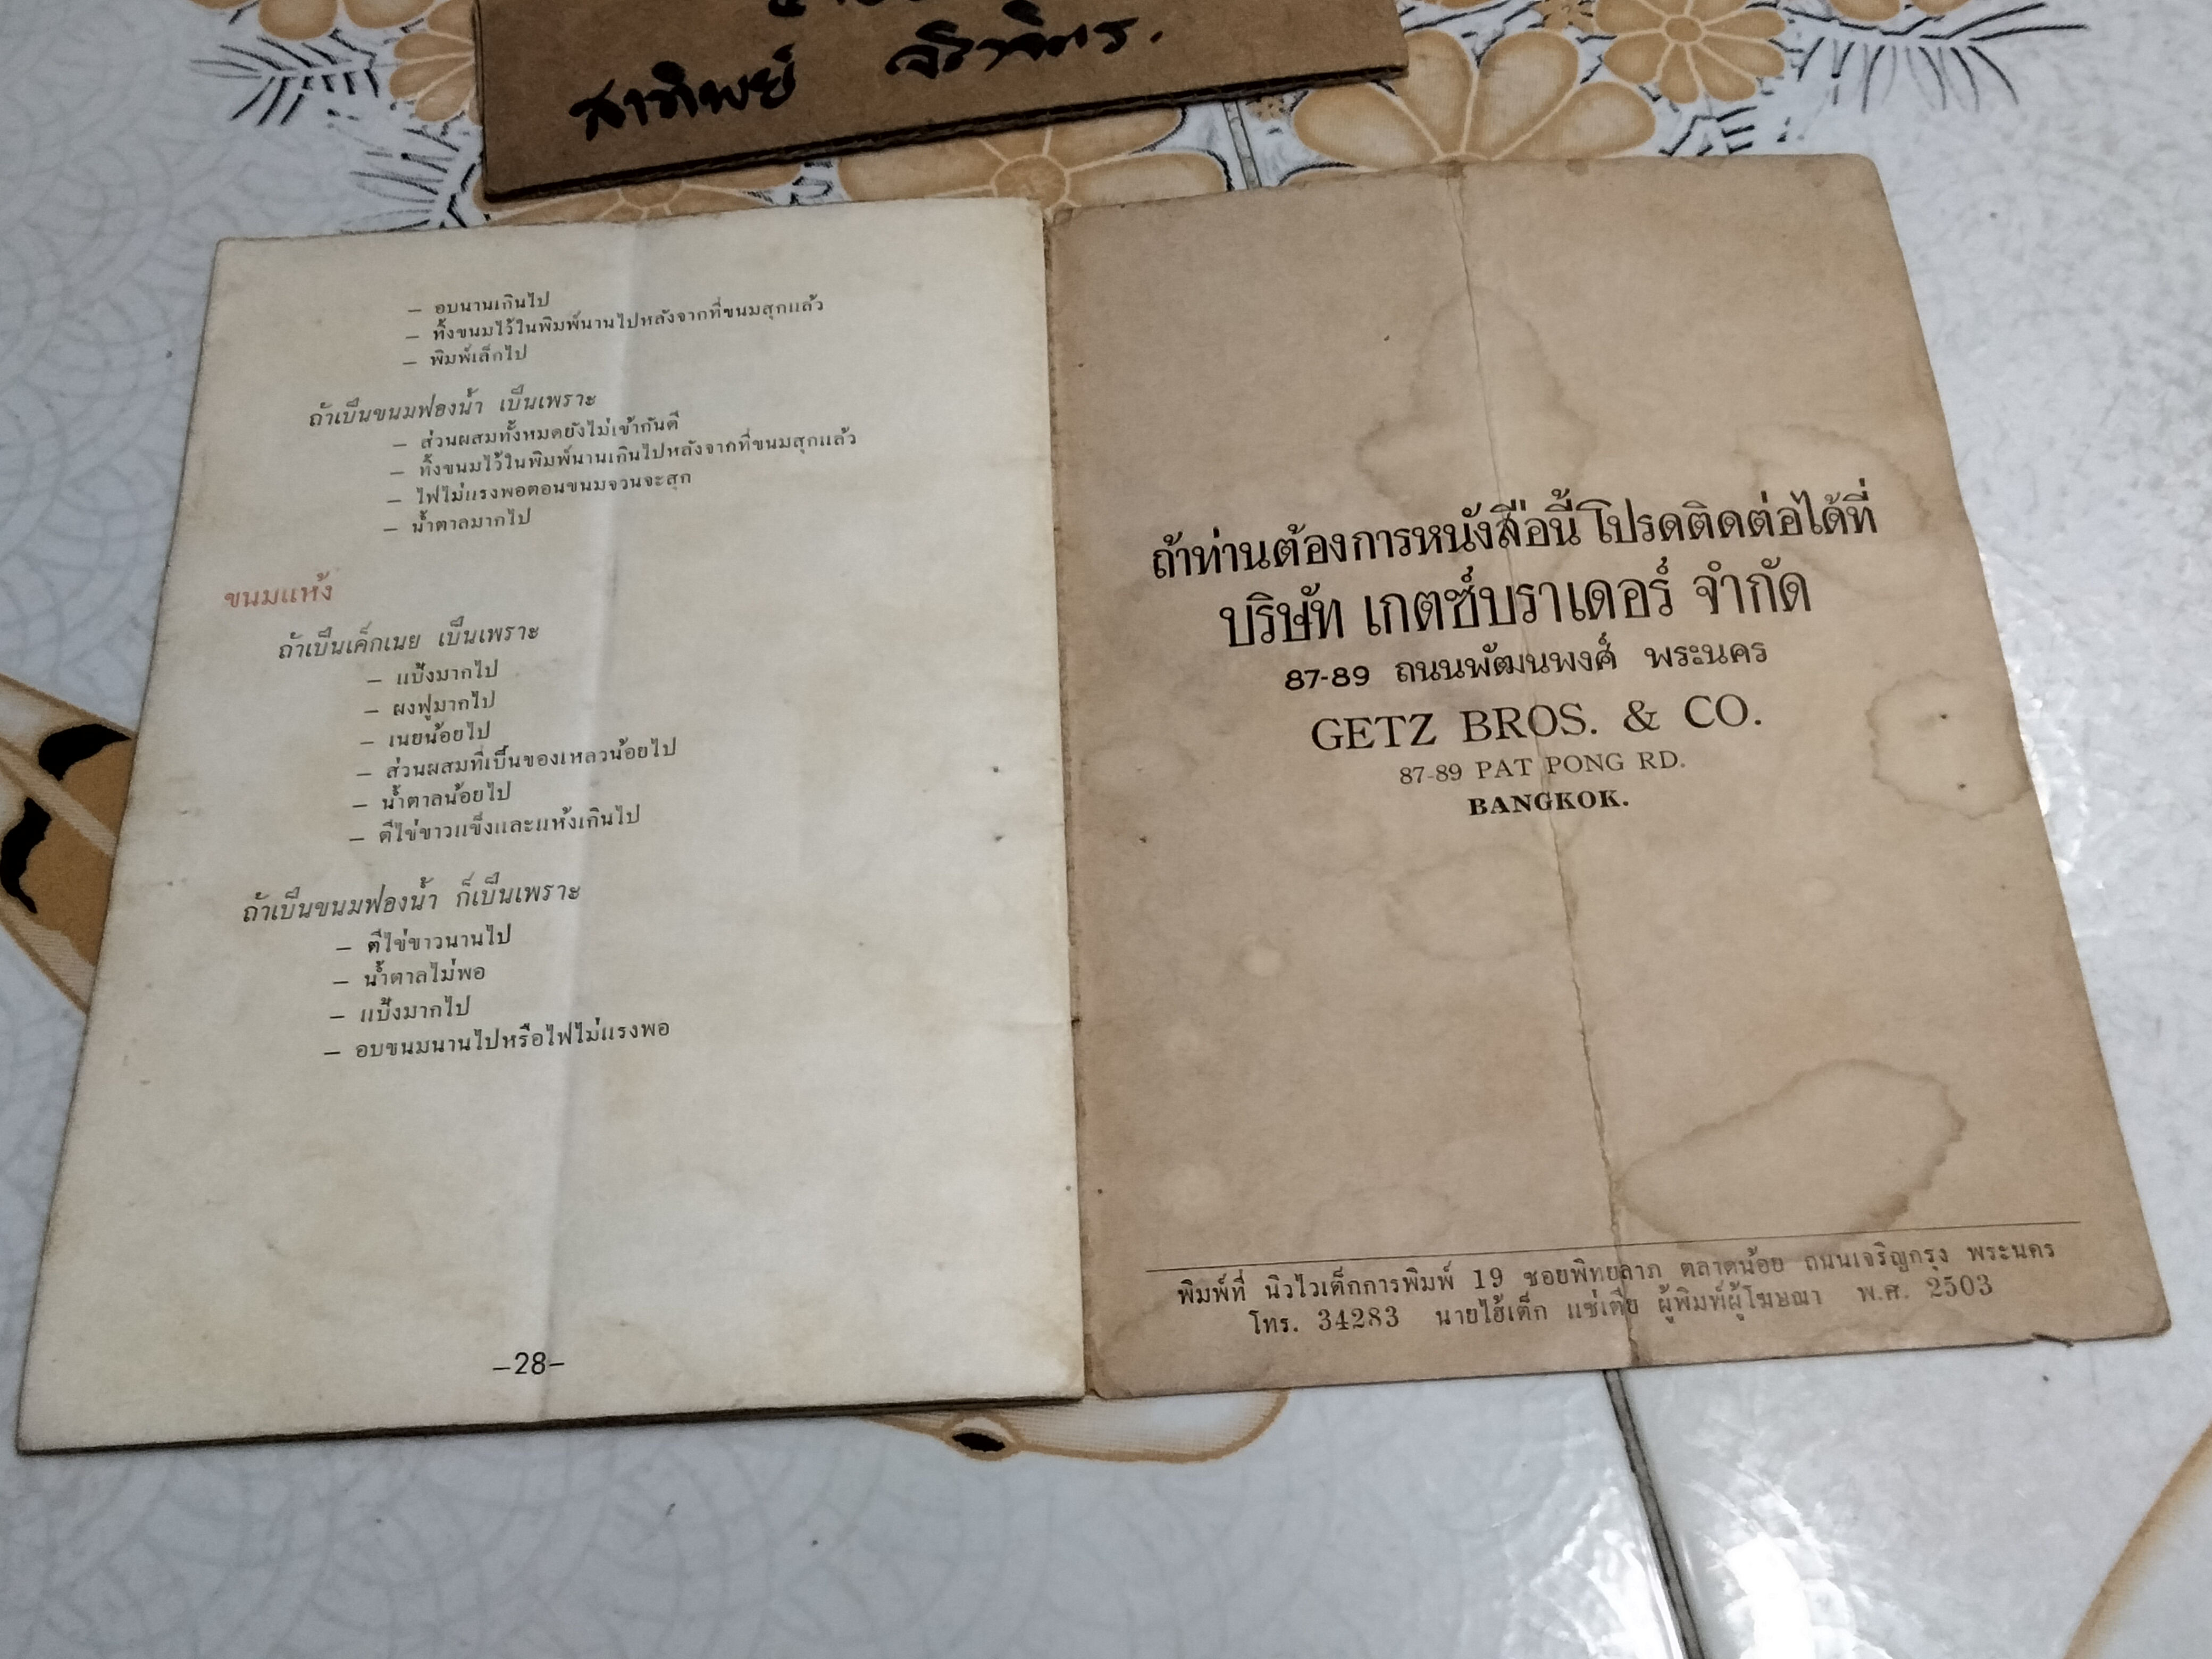 สาทิพย์
– อบนานเกินไป
– ทิ้งขนมไว้ในพิมพ์นานไปหลังจากที่ขนมสุกแล้ว
– พิมพ์เล็กไป
ถ้าเป็นขนมฟองน้ำ เป็นเพราะ
– ส่วนผสมทั้งหมดยังไม่เข้ากันดี
– ทิ้งขนมไว้ในพิมพ์นานเกินไปหลังจากที่ขนมสุกแล้ว
– ไฟไม่แรงพอตอนขนมจวนจะสุก
– น้ำตาลมากไป
ขนมแห้ง
ถ้าเป็นเค็กเนย เป็นเพราะ
– แป้งมากไป
– ผงฟูมากไป
– เนยน้อยไป
– ส่วนผสมที่เป็นของเหลวน้อยไป
– น้ำตาลน้อยไป
– ตีไข่ขาวแข็งและแห้งเกินไป
ถ้าเป็นขนมฟองน้ำ ก็เป็นเพราะ
– ตีไข่ขาวนานไป
– น้ำตาลไม่พอ
– แป้งมากไป
– อบขนมนานไปหรือไฟไม่แรงพอ
–28–
ถ้าท่านต้องการหนังสือนี้ โปรดติดต่อได้ที่
บริษัท เกตซ์บราเดอร์ จำกัด
87-89 ถนนพัฒนพงศ์ พระนคร
GETZ BROS. & CO.
87-89 PAT PONG RD.
BANGKOK.
พิมพ์ที่ นิวไวเต็กการพิมพ์ 19 ซอยพิทยลาภ ตลาดน้อย ถนนเจริญกรุง พระนคร
โทร. 34283 นายไฮ้เต็ก แซ่เตีย ผู้พิมพ์ผู้โฆษณา พ.ศ. 2503